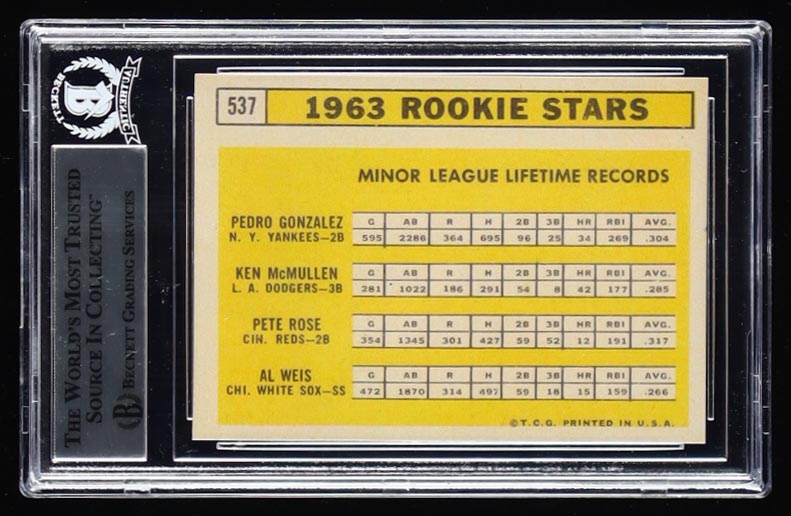 BECKETT
AUTHENTIC
B
BECKETT
THE WORLD'S MOST TRUSTED
SOURCE IN COLLECTING™
BECKETT GRADING SERVICES
B
537
1963 ROOKIE STARS
MINOR LEAGUE LIFETIME RECORDS
PEDRO GONZALEZ G AB R H 2B 3B HR RBI AVG.
N. Y. YANKEES—2B 595 2286 364 695 96 25 34 269 .304
KEN McMULLEN G AB R H 2B 3B HR RBI AVG.
L. A. DODGERS—3B 281 1022 186 291 54 8 42 177 .285
PETE ROSE G AB R H 2B 3B HR RBI AVG.
CIN. REDS—2B 354 1345 301 427 59 52 12 191 .317
AL WEIS G AB R H 2B 3B HR RBI AVG.
CHI. WHITE SOX—SS 472 1870 314 497 59 18 15 159 .266
©T.C.G. PRINTED IN U.S.A.